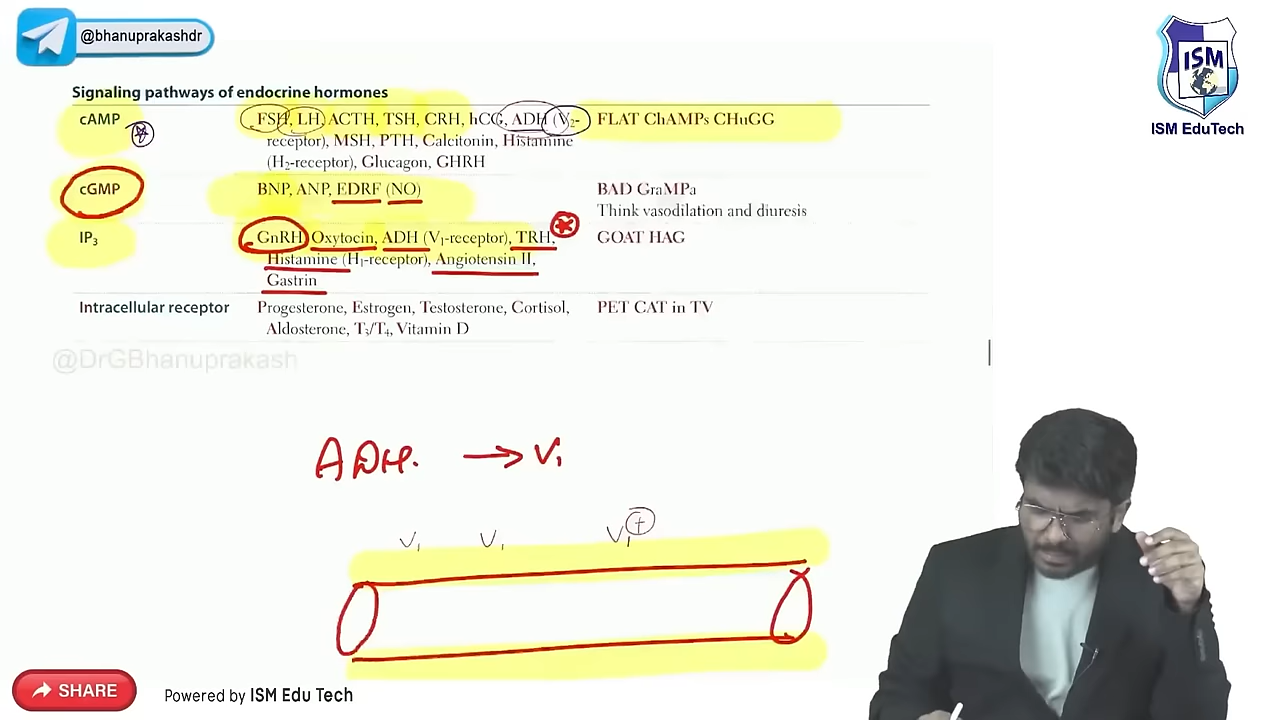 @bhanuprakashdr
ISM
ISM EduTech
Signaling pathways of endocrine hormones
cAMP FSH, LH, ACTH, TSH, CRH, hCG, ADH (V2- FLAT ChAMPs CHuGG
receptor), MSH, PTH, Calcitonin, Histamine
(H2-receptor), Glucagon, GHRH
cGMP BNP, ANP, EDRF (NO) BAD GraMPa
Think vasodilation and diuresis
IP3 GnRH, Oxytocin, ADH (V1-receptor), TRH, GOAT HAG
Histamine (H1-receptor), Angiotensin II,
Gastrin
Intracellular receptor Progesterone, Estrogen, Testosterone, Cortisol, PET CAT in TV
Aldosterone, T3/T4, Vitamin D
@DrGBhanuprakash
ADH. → V1
V1 V1 V1 +
SHARE
Powered by ISM Edu Tech